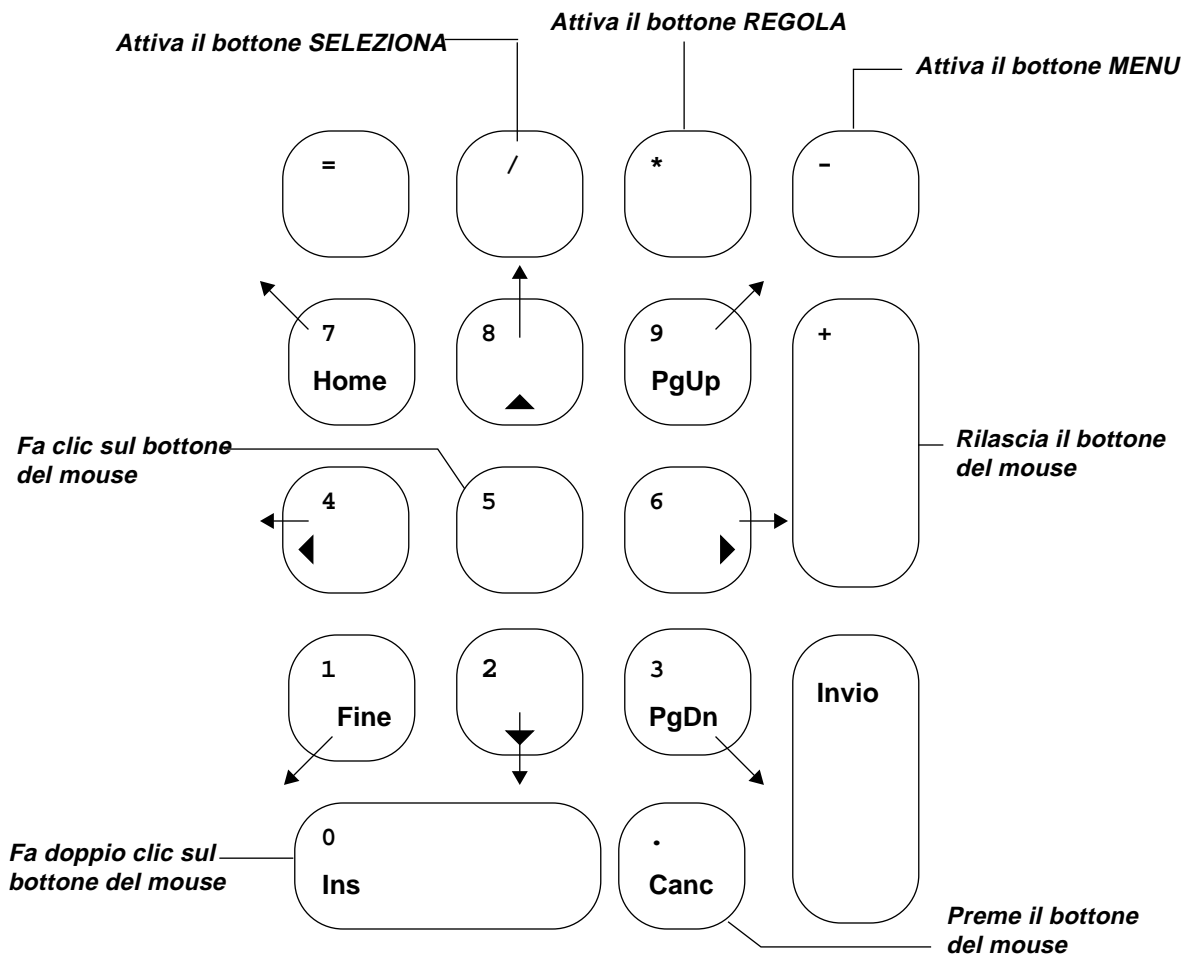 Attiva il bottone REGOLA
Attiva il bottone SELEZIONA
Attiva il bottone MENU
= / * -
7 8 9 +
Home PgUp
Fa clic sul bottone
del mouse
Rilascia il bottone
del mouse
4 5 6
1 2 3
Fine PgDn Invio
0 .
Ins Canc
Fa doppio clic sul
bottone del mouse
Preme il bottone
del mouse